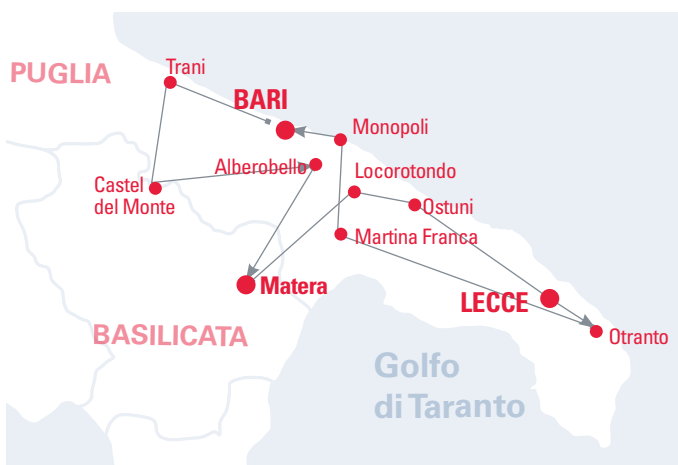 Trani
PUGLIA
BARI
Monopoli
Alberobello
Locorotondo
Castel
del Monte
Ostuni
Martina Franca
Matera
LECCE
BASILICATA
Otranto
Golfo
di Taranto